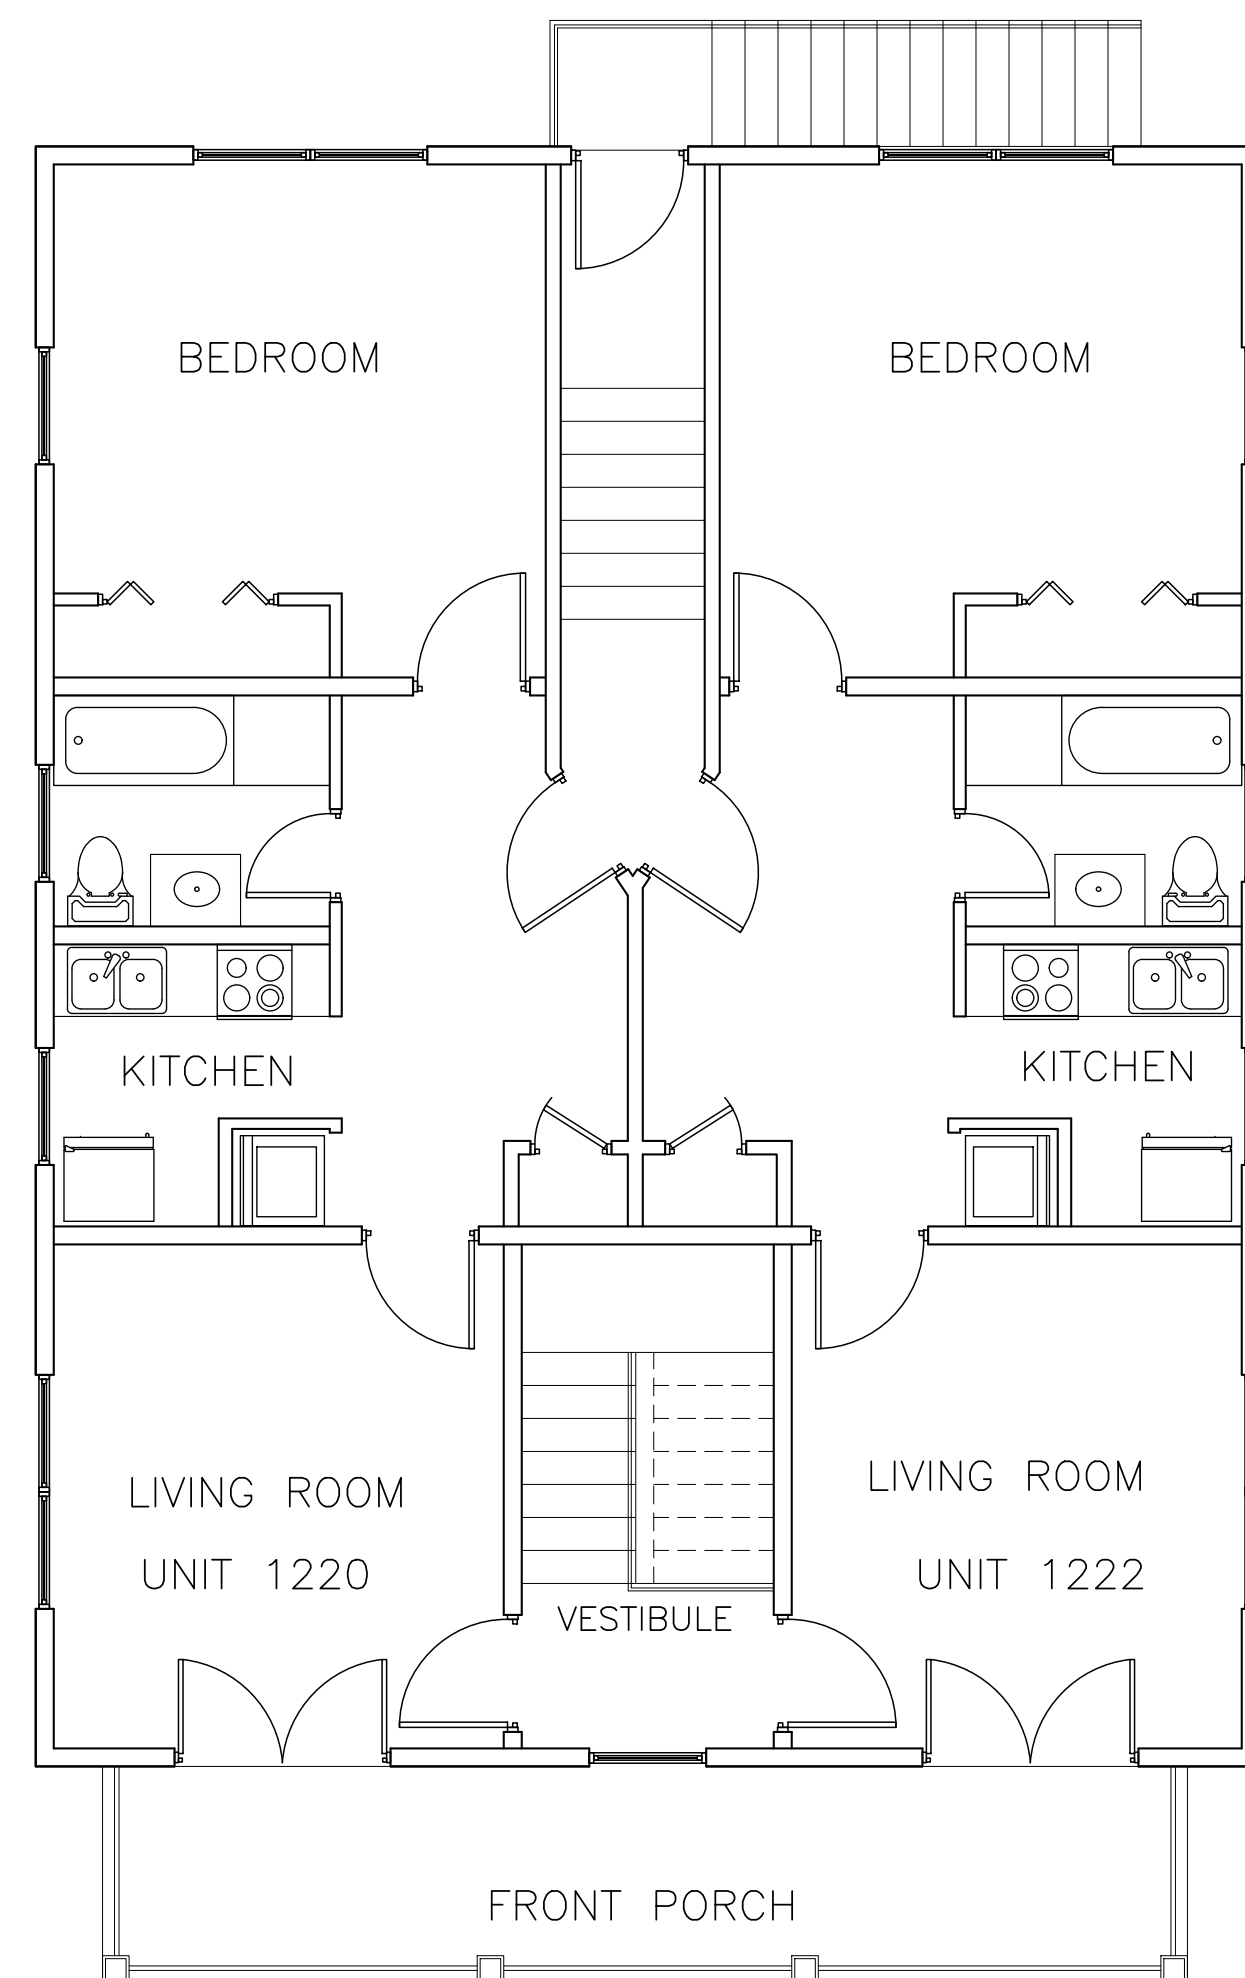 BEDROOM
BEDROOM
KITCHEN
KITCHEN
LIVING ROOM
UNIT 1220
LIVING ROOM
UNIT 1222
VESTIBULE
FRONT PORCH